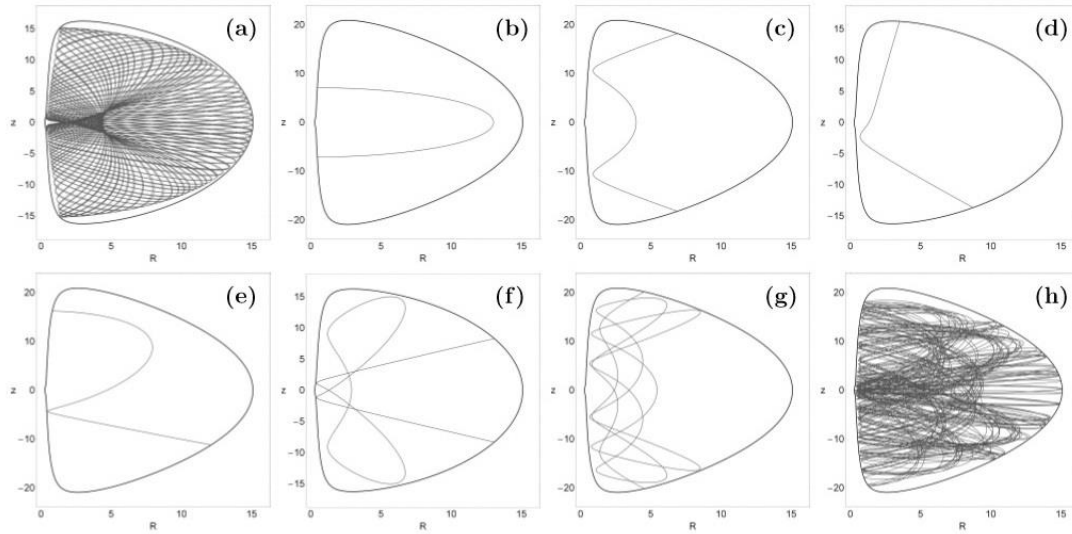 (a) (b) (c) (d)
15 20 20 15
10 10 10 10
5 5
z 0 z 0 z 0 z 0
−5 −5
−10 −10 −10 −10
−15 −20 −20 −15
0 5 10 15 0 5 10 15 0 5 10 15 0 5 10 15
R R R R
(e) (f) (g) (h)
20 15 20 20
10 10 10 10
5
z 0 z 0 z 0 z 0
−5
−10 −10 −10 −10
−20 −15 −20 −20
0 5 10 15 0 5 10 15 0 5 10 15 0 5 10 15
R R R R